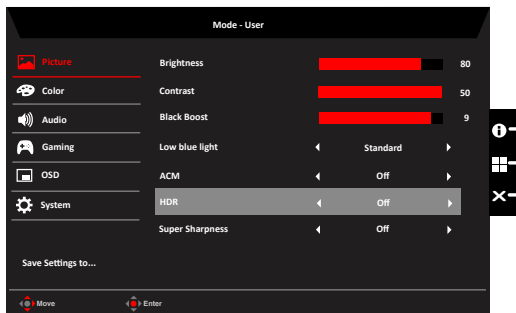 Mode - User
Picture
Color
Audio
Gaming
OSD
System
Save Settings to...
Brightness 80
Contrast 50
Black Boost 9
Low blue light Standard
ACM Off
HDR Off
Super Sharpness Off
Move Enter